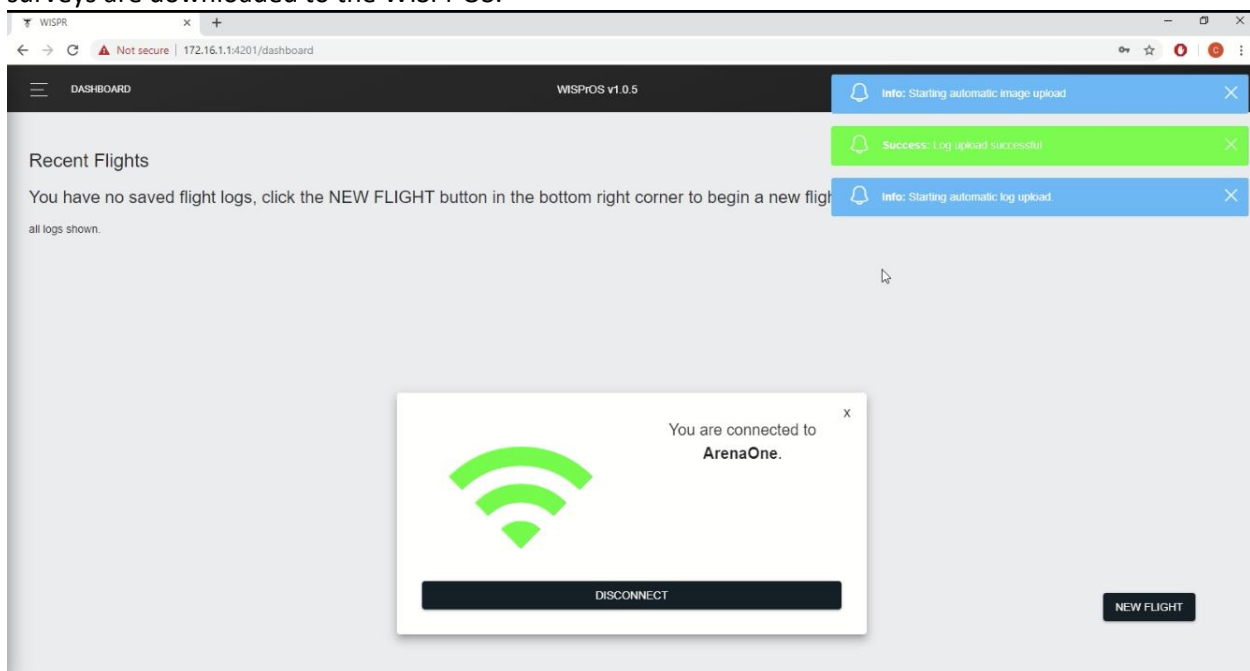 surveys are downloaded to the WISPr OS.
WISPR
Not secure | 172.16.1.1:4201/dashboard
DASHBOARD
WISPrOS v1.0.5
Info: Starting automatic image upload
Success: Log upload successful
Recent Flights
You have no saved flight logs, click the NEW FLIGHT button in the bottom right corner to begin a new fligh
Info: Starting automatic log upload.
all logs shown.
X
You are connected to
ArenaOne.
DISCONNECT
NEW FLIGHT